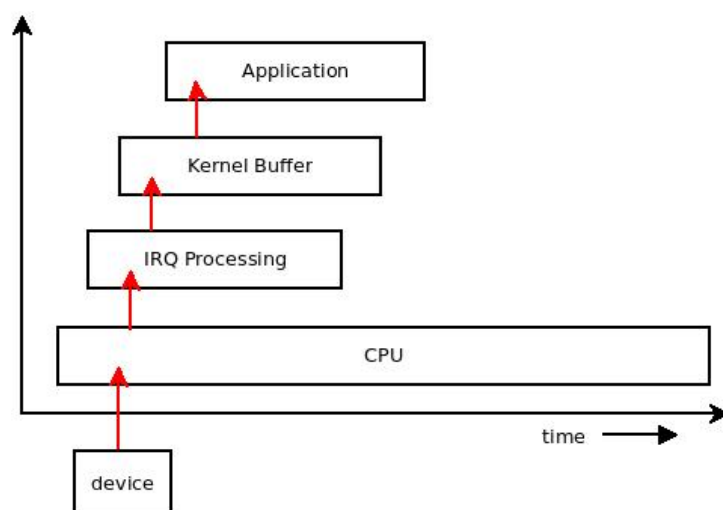 Application
Kernel Buffer
IRQ Processing
CPU
time
device